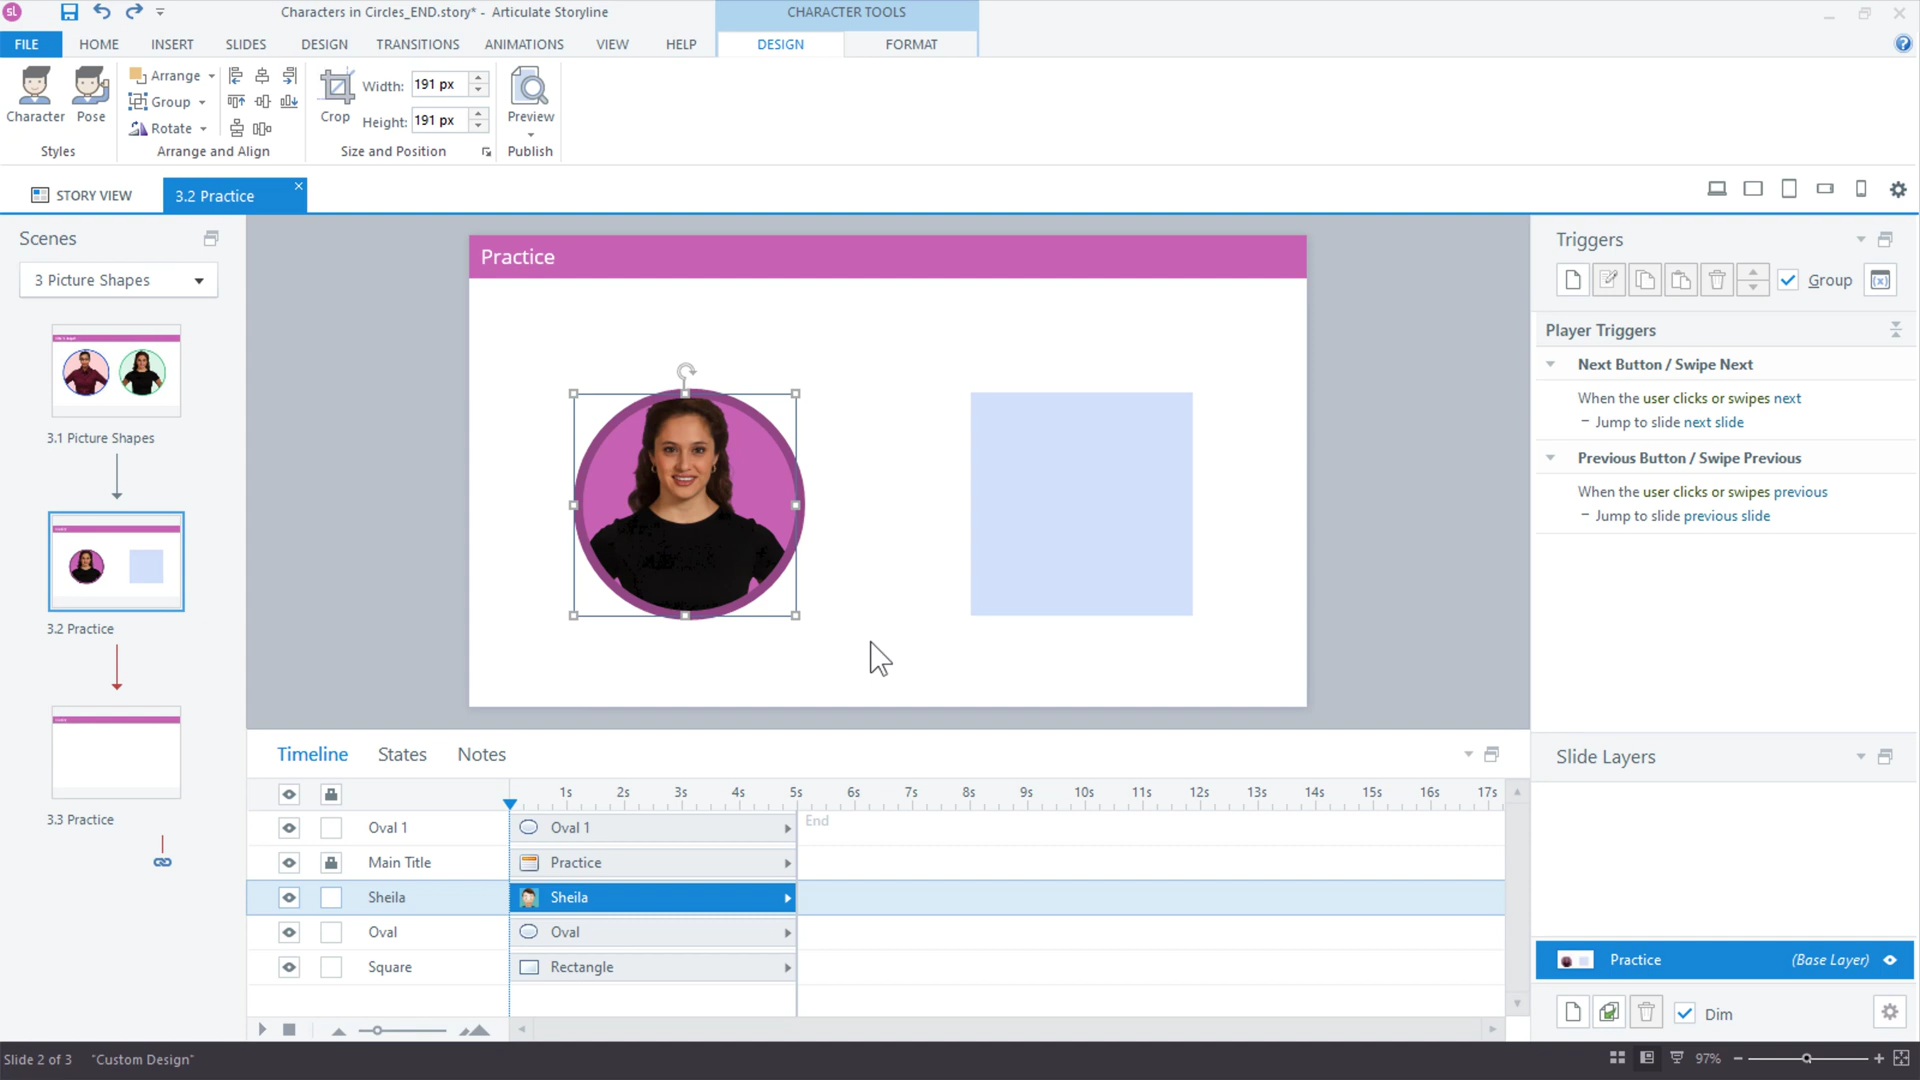 sl
Characters in Circles_END.story* - Articulate Storyline
CHARACTER TOOLS
FILE
HOME
INSERT
SLIDES
DESIGN
TRANSITIONS
ANIMATIONS
VIEW
HELP
DESIGN
FORMAT
Character
Pose
Styles
Arrange
Group
Rotate
Arrange and Align
Crop
Width: 191 px
Height: 191 px
Size and Position
Preview
Publish
STORY VIEW
3.2 Practice
Scenes
3 Picture Shapes
3.1 Picture Shapes
3.2 Practice
3.3 Practice
Practice
Triggers
Group
Player Triggers
Next Button / Swipe Next
When the user clicks or swipes next
– Jump to slide next slide
Previous Button / Swipe Previous
When the user clicks or swipes previous
– Jump to slide previous slide
Timeline
States
Notes
1s 2s 3s 4s 5s 6s 7s 8s 9s 10s 11s 12s 13s 14s 15s 16s 17s
Oval 1
Oval 1
End
Main Title
Practice
Sheila
Sheila
Oval
Oval
Square
Rectangle
Slide Layers
Practice
(Base Layer)
Dim
Slide 2 of 3
"Custom Design"
97%